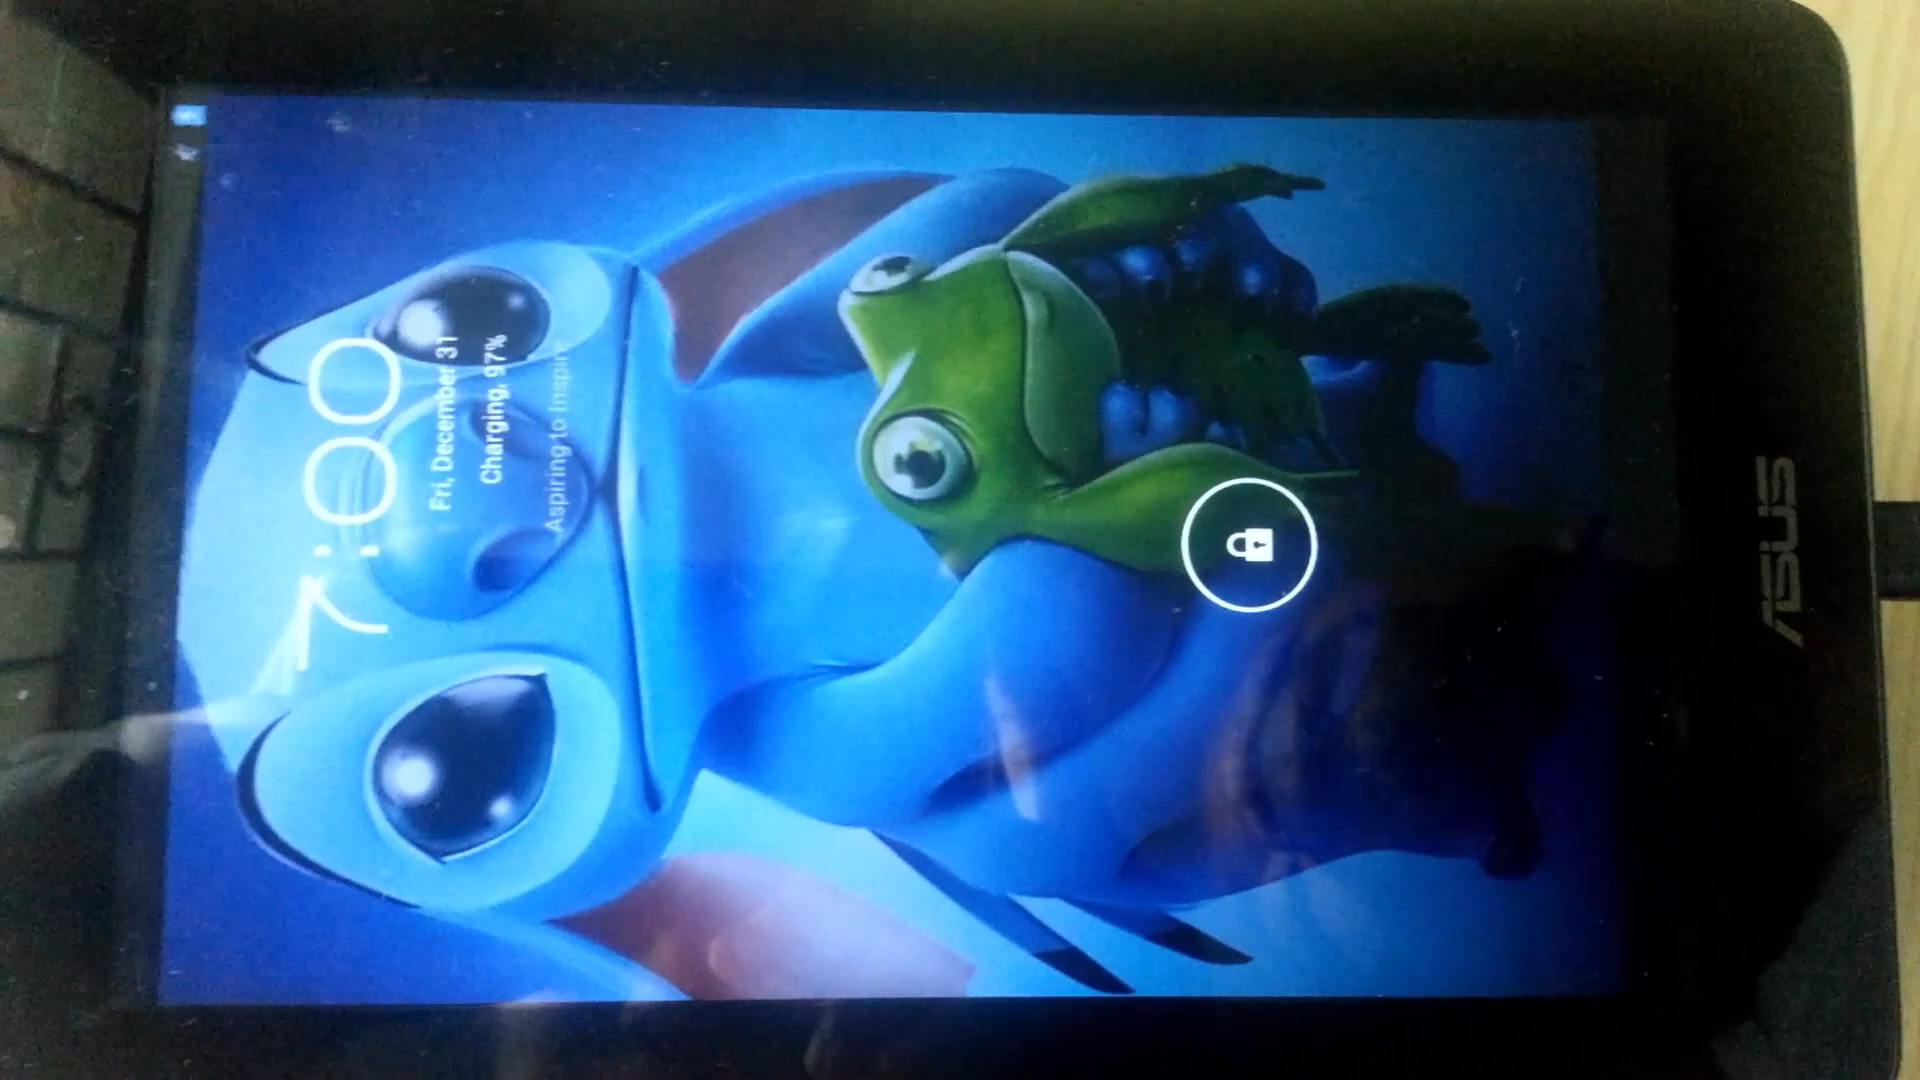 7:00
Fri, December 31
Charging, 97%
Aspiring to Inspire
ASUS